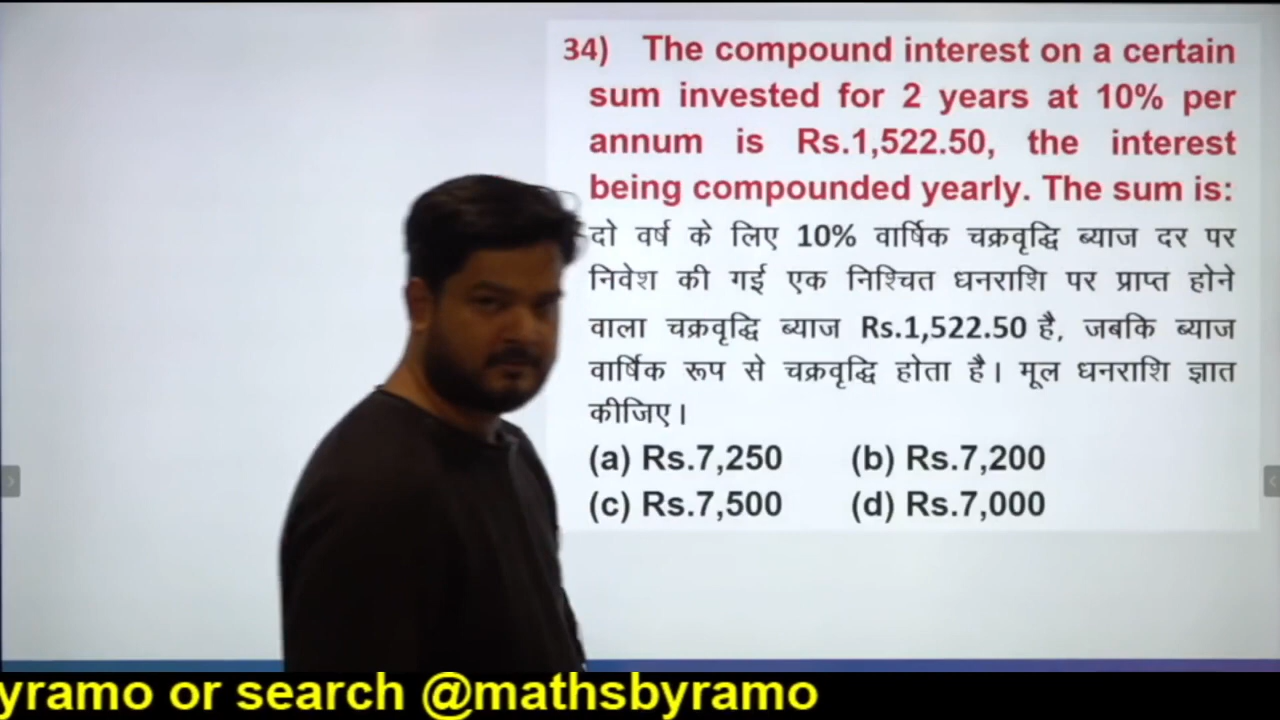 34) The compound interest on a certain
sum invested for 2 years at 10% per
annum is Rs.1,522.50, the interest
being compounded yearly. The sum is:
दो वर्ष के लिए 10% वार्षिक चक्रवृद्धि ब्याज दर पर
निवेश की गई एक निश्चित धनराशि पर प्राप्त होने
वाला चक्रवृद्धि ब्याज Rs.1,522.50 है, जबकि ब्याज
वार्षिक रूप से चक्रवृद्धि होता है। मूल धनराशि ज्ञात
कीजिए।
(a) Rs.7,250 (b) Rs.7,200
(c) Rs.7,500 (d) Rs.7,000
yramo or search @mathsbyramo